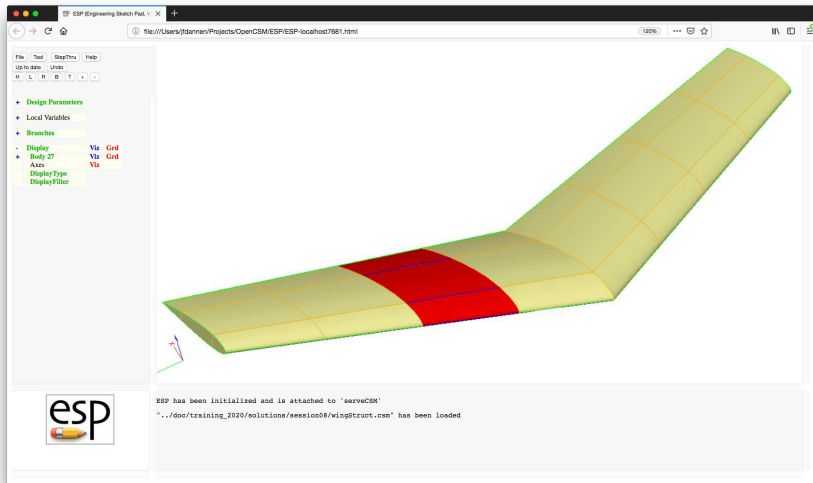 ESP (Engineering Sketch Pad, V
file:///Users/jfdannen/Projects/OpenCSM/ESP/ESP-localhost7681.html
120%
File Tool StepThru Help
Up to date Undo
H L R B T + -
+ Design Parameters
+ Local Variables
+ Branches
- Display Viz Grd
+ Body 27 Viz Grd
Axes Viz
DisplayType
DisplayFilter
esp
ESP has been initialized and is attached to 'serveCSM'
"../doc/training_2020/solutions/session08/wingStruct.csm" has been loaded